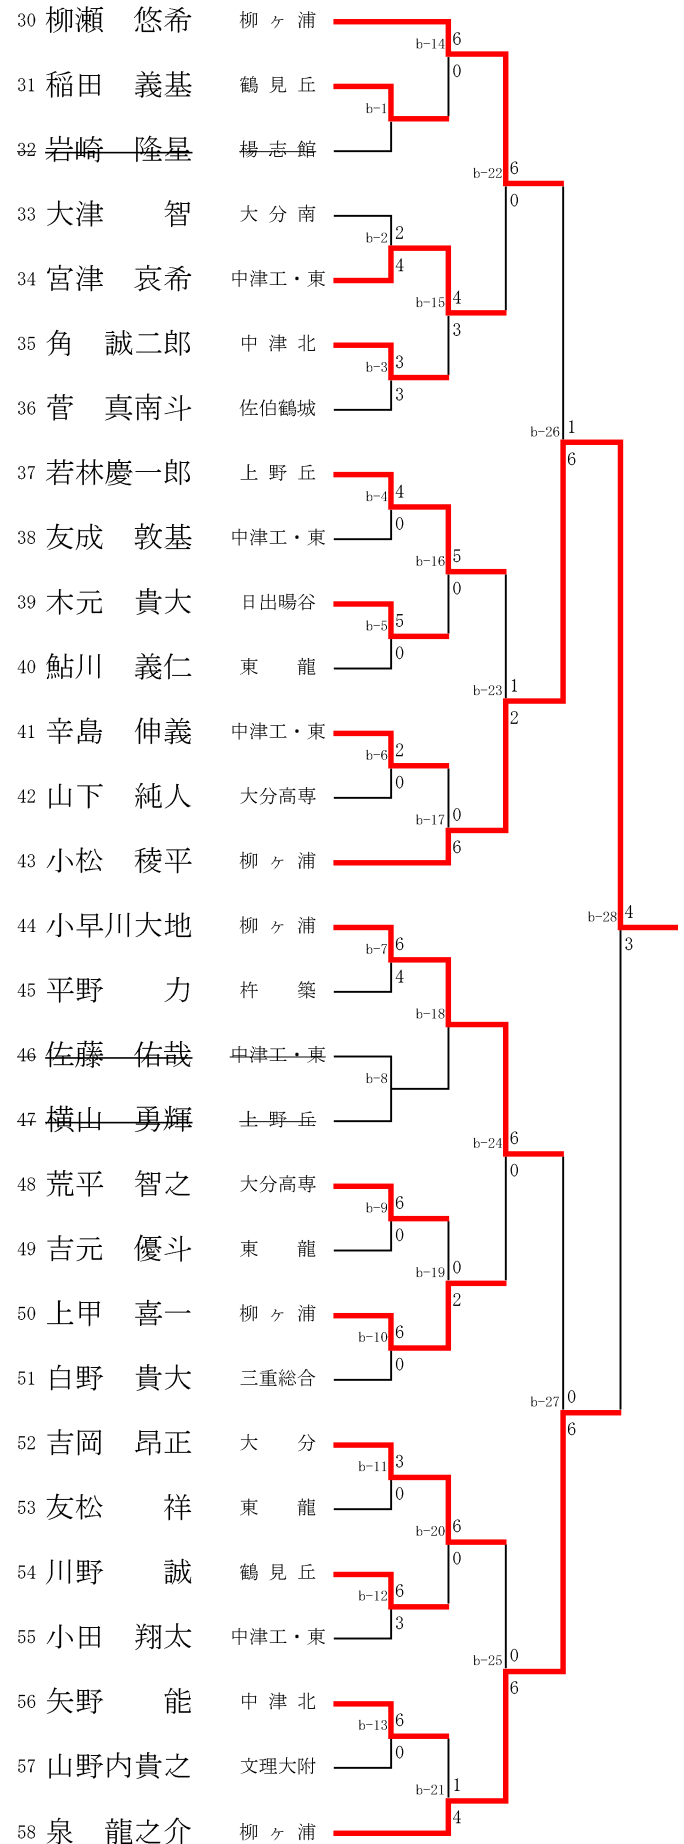 30 柳瀬 悠希 柳ヶ浦
b-14 6
0
31 稲田 義基 鶴見丘
b-1
32 岩崎 隆星 楊志館
b-22 6
0
33 大津 智 大分南
b-2 2
4
34 宮津 哀希 中津工・東
b-15 4
3
35 角 誠二郎 中津北
b-3 3
3
36 菅 真南斗 佐伯鶴城
b-26 1
6
37 若林慶一郎 上野丘
b-4 4
0
38 友成 敦基 中津工・東
b-16 5
0
39 木元 貴大 日出暘谷
b-5 5
0
40 鮎川 義仁 東龍
b-23 1
2
41 辛島 伸義 中津工・東
b-6 2
0
42 山下 純人 大分高専
b-17 0
6
43 小松 稜平 柳ヶ浦
44 小早川大地 柳ヶ浦
b-28 4
3
b-7 6
4
45 平野 力 杵築
b-18
46 佐藤 佑哉 中津工・東
b-8
47 横山 勇輝 上野丘
b-24 6
0
48 荒平 智之 大分高専
b-9 6
0
49 吉元 優斗 東龍
b-19 0
2
50 上甲 喜一 柳ヶ浦
b-10 6
0
51 白野 貴大 三重総合
b-27 0
6
52 吉岡 昂正 大分
b-11 3
0
53 友松 祥 東龍
b-20 6
0
54 川野 誠 鶴見丘
b-12 6
3
55 小田 翔太 中津工・東
b-25 0
6
56 矢野 能 中津北
b-13 6
0
57 山野内貴之 文理大附
b-21 1
4
58 泉 龍之介 柳ヶ浦